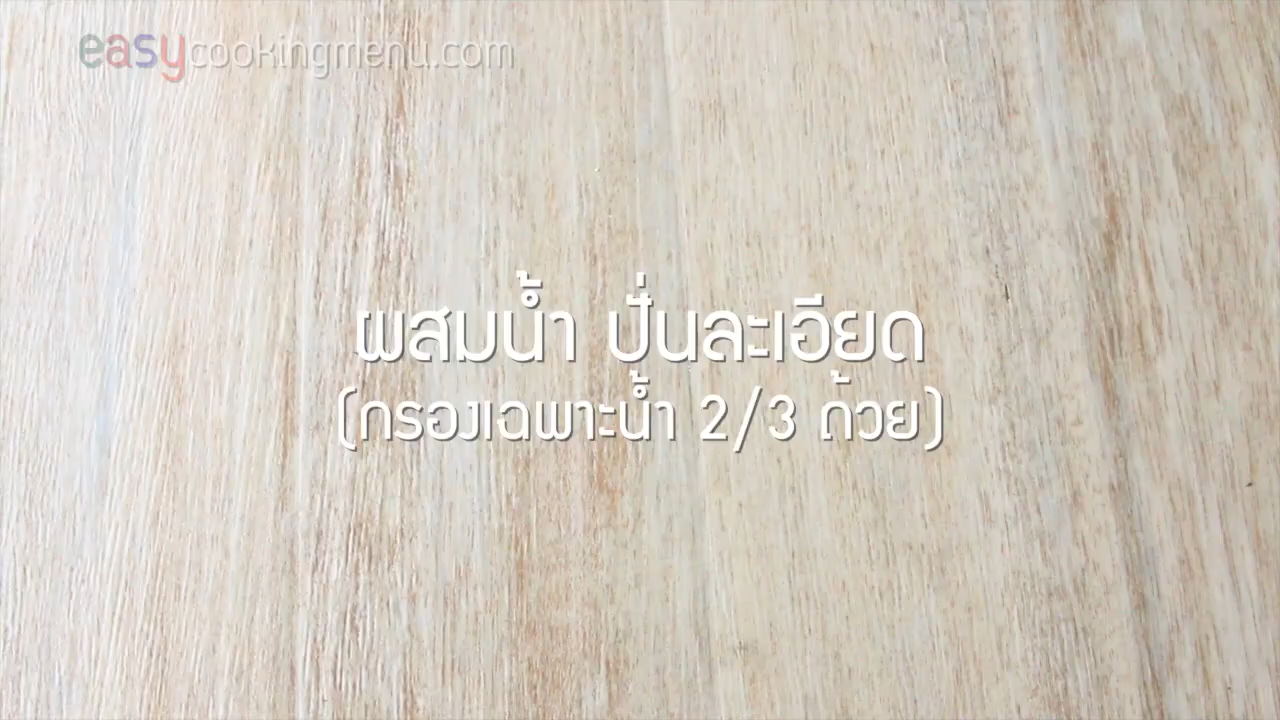 easycookingmenu.com
ผสมน้ำ ปั่นละเอียด
(กรองเฉพาะน้ำ 2/3 ถ้วย)